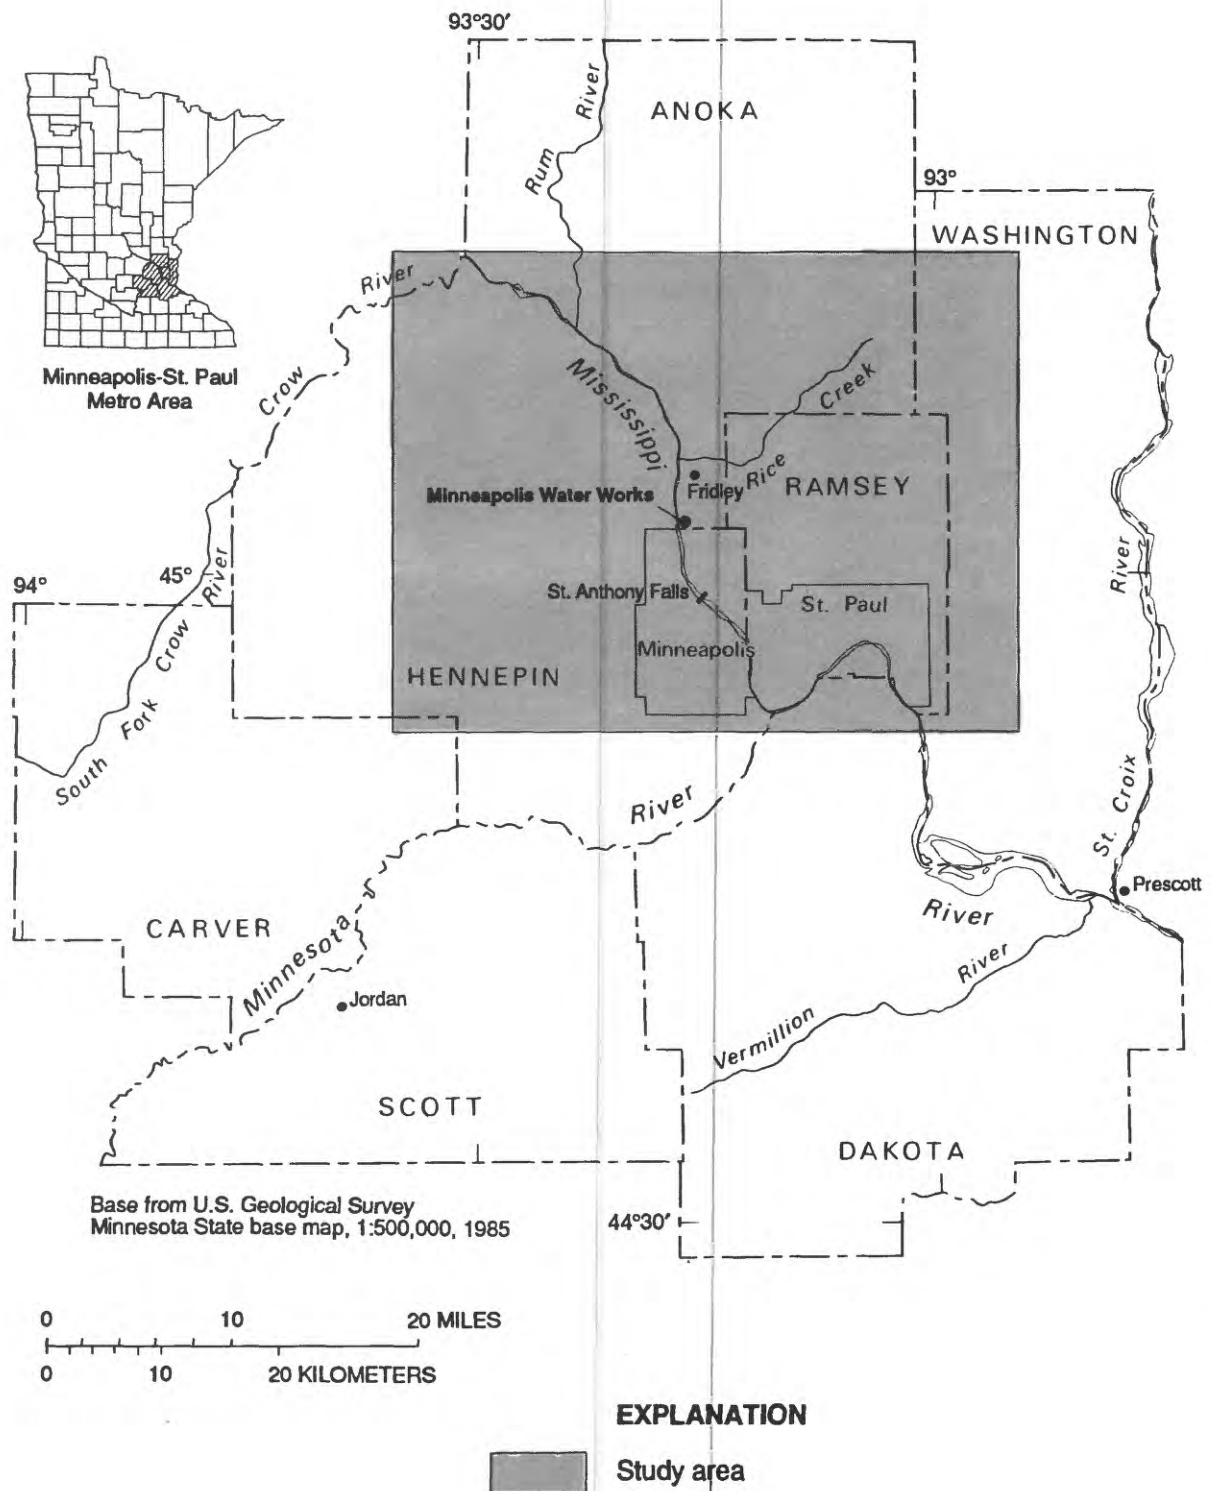 93°30′
Rum River
ANOKA
93°
WASHINGTON
Minneapolis-St. Paul
Metro Area
Crow River
Mississippi
Rice Creek
Minneapolis Water Works
Fridley
RAMSEY
94°
45°
St. Anthony Falls
St. Paul
Minneapolis
HENNEPIN
South Fork Crow River
River
St. Croix River
Prescott
River
CARVER
Minnesota
Jordan
Vermillion River
SCOTT
DAKOTA
Base from U.S. Geological Survey
Minnesota State base map, 1:500,000, 1985
44°30′
0 10 20 MILES
0 10 20 KILOMETERS
EXPLANATION
Study area